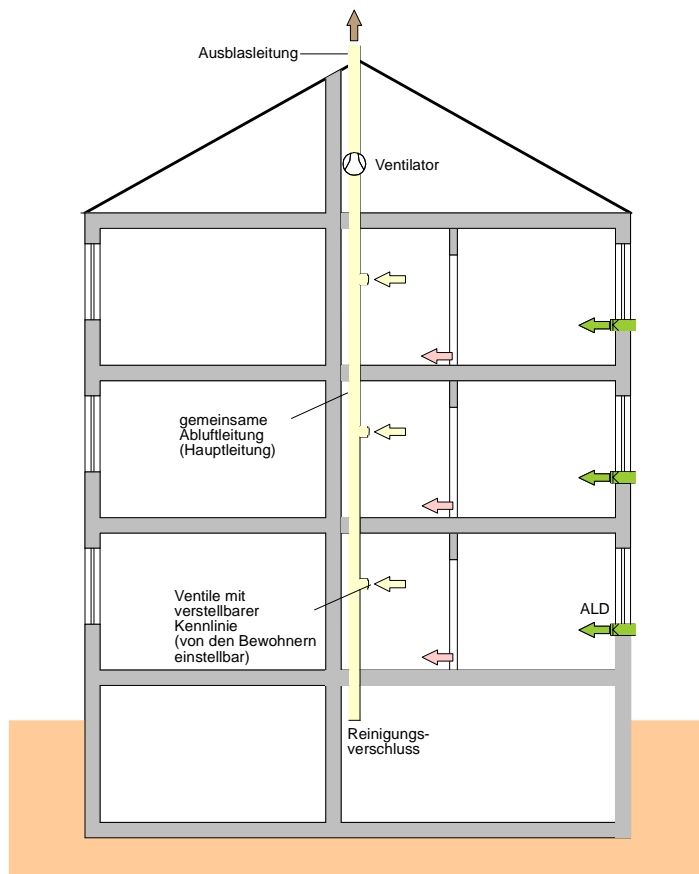 Ausblasleitung
Ventilator
gemeinsame
Abluftleitung
(Hauptleitung)
Ventile mit
verstellbarer
Kennlinie
(von den Bewohnern
einstellbar)
ALD
Reinigungs-
verschluss